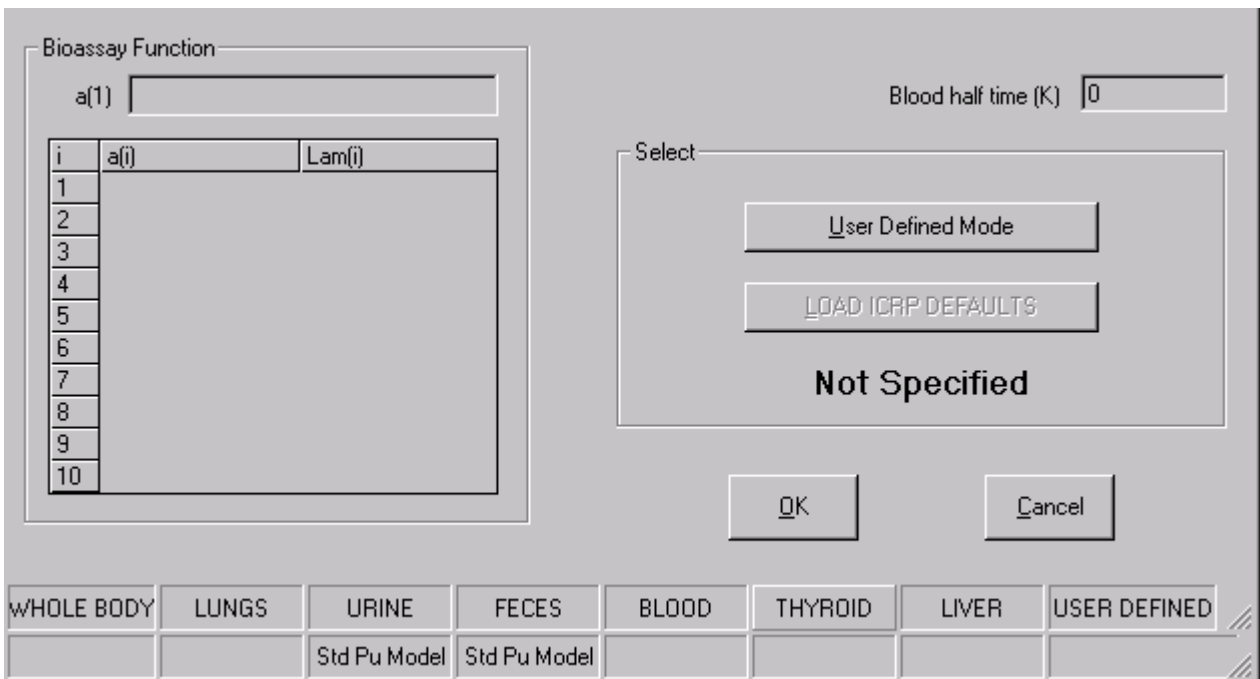 Bioassay Function
a(1)
i a(i) Lam(i)
1
2
3
4
5
6
7
8
9
10
Blood half time (K) 0
Select
User Defined Mode
LOAD ICRP DEFAULTS
Not Specified
OK Cancel
WHOLE BODY LUNGS URINE FECES BLOOD THYROID LIVER USER DEFINED
Std Pu Model Std Pu Model